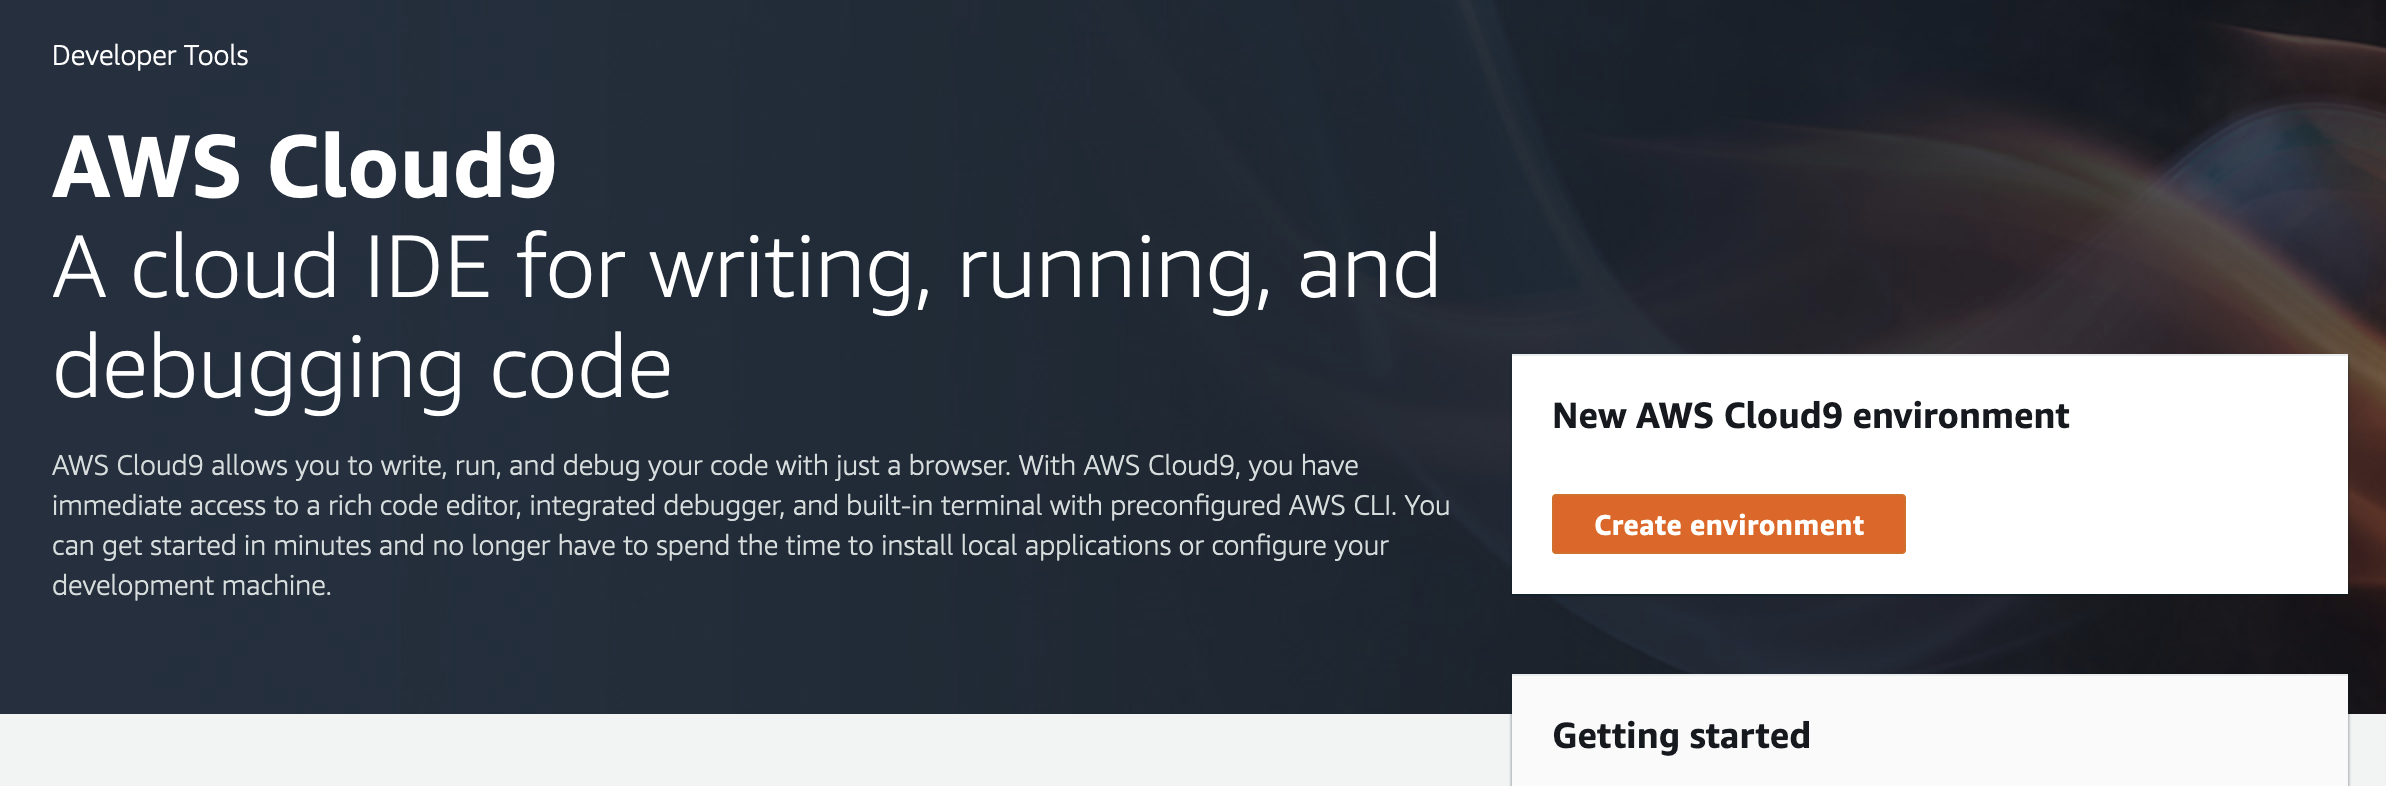 Developer Tools
AWS Cloud9
A cloud IDE for writing, running, and
debugging code
AWS Cloud9 allows you to write, run, and debug your code with just a browser. With AWS Cloud9, you have
immediate access to a rich code editor, integrated debugger, and built-in terminal with preconfigured AWS CLI. You
can get started in minutes and no longer have to spend the time to install local applications or configure your
development machine.
New AWS Cloud9 environment
Create environment
Getting started